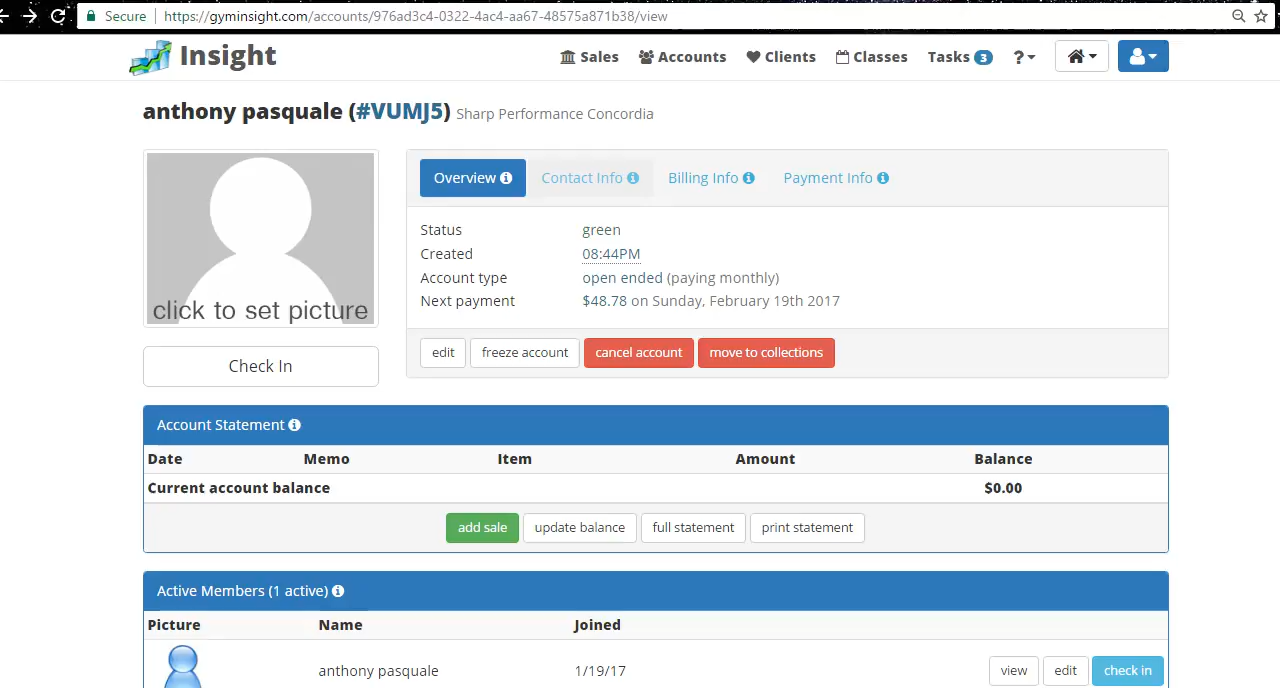 Secure https://gyminsight.com/accounts/976ad3c4-0322-4ac4-aa67-48575a871b38/view
Insight Sales Accounts Clients Classes Tasks 3 ?
anthony pasquale (#VUMJ5) Sharp Performance Concordia
click to set picture
Check In
Overview Contact Info Billing Info Payment Info
Status green
Created 08:44PM
Account type open ended (paying monthly)
Next payment $48.78 on Sunday, February 19th 2017
edit freeze account cancel account move to collections
Account Statement
Date Memo Item Amount Balance
Current account balance $0.00
add sale update balance full statement print statement
Active Members (1 active)
Picture Name Joined
anthony pasquale 1/19/17 view edit check in